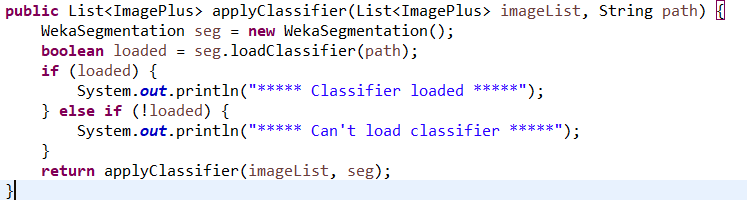 public List<ImagePlus> applyClassifier(List<ImagePlus> imageList, String path) {
    WekaSegmentation seg = new WekaSegmentation();
    boolean loaded = seg.loadClassifier(path);
    if (loaded) {
        System.out.println("***** Classifier loaded *****");
    } else if (!loaded) {
        System.out.println("***** Can't load classifier *****");
    }
    return applyClassifier(imageList, seg);
}